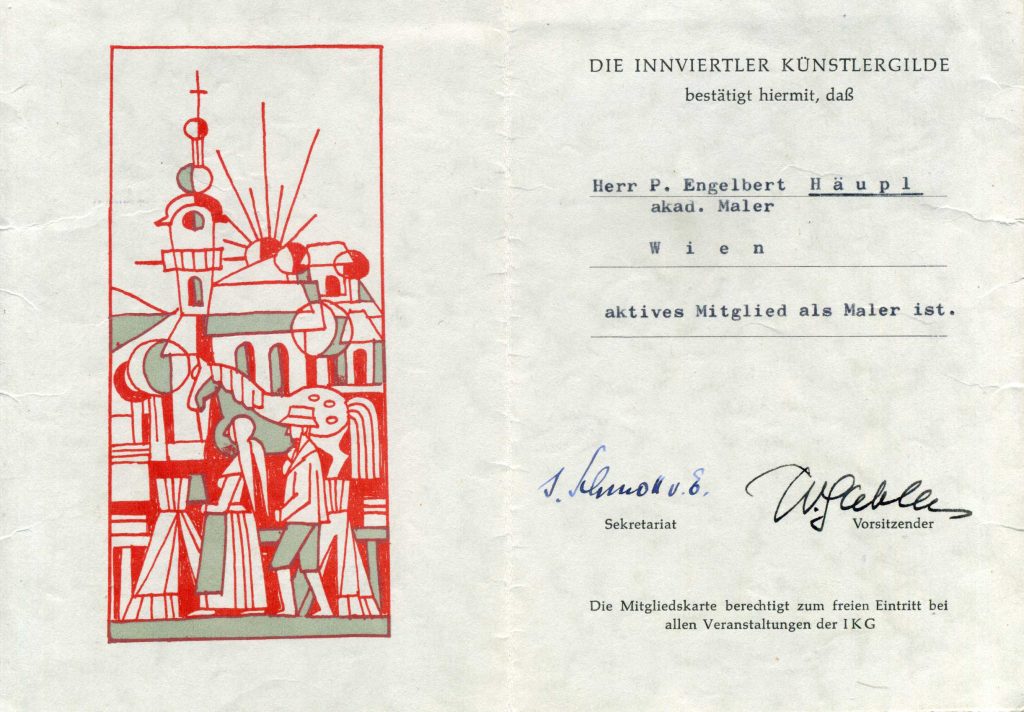 DIE INNVIERTLER KÜNSTLERGILDE
bestätigt hiermit, daß
Herr P. Engelbert Häupl
akad. Maler
Wien
aktives Mitglied als Maler ist.
Sekretariat
Vorsitzender
Die Mitgliedskarte berechtigt zum freien Eintritt bei
allen Veranstaltungen der IKG